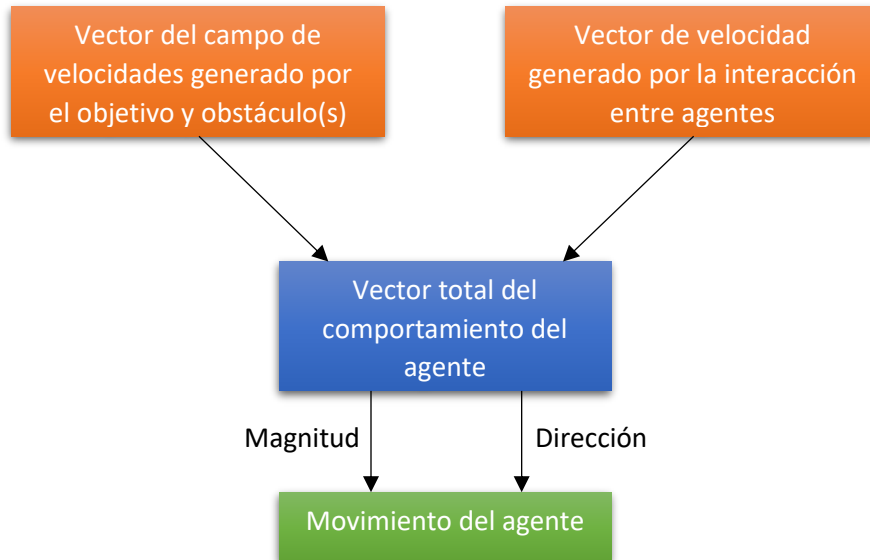 Vector del campo de
velocidades generado por
el objetivo y obstáculo(s)
Vector de velocidad
generado por la interacción
entre agentes
Vector total del
comportamiento del
agente
Magnitud
Dirección
Movimiento del agente